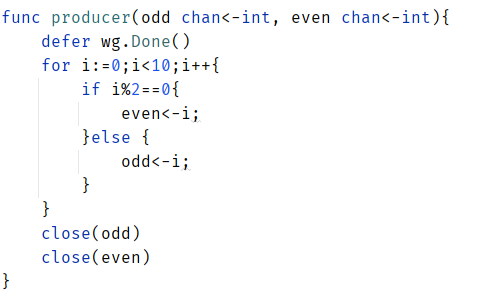 func producer(odd chan<-int, even chan<-int){
    defer wg.Done()
    for i:=0;i<10;i++{
        if i%2==0{
            even<-i;
        }else {
            odd<-i;
        }
    }
    close(odd)
    close(even)
}